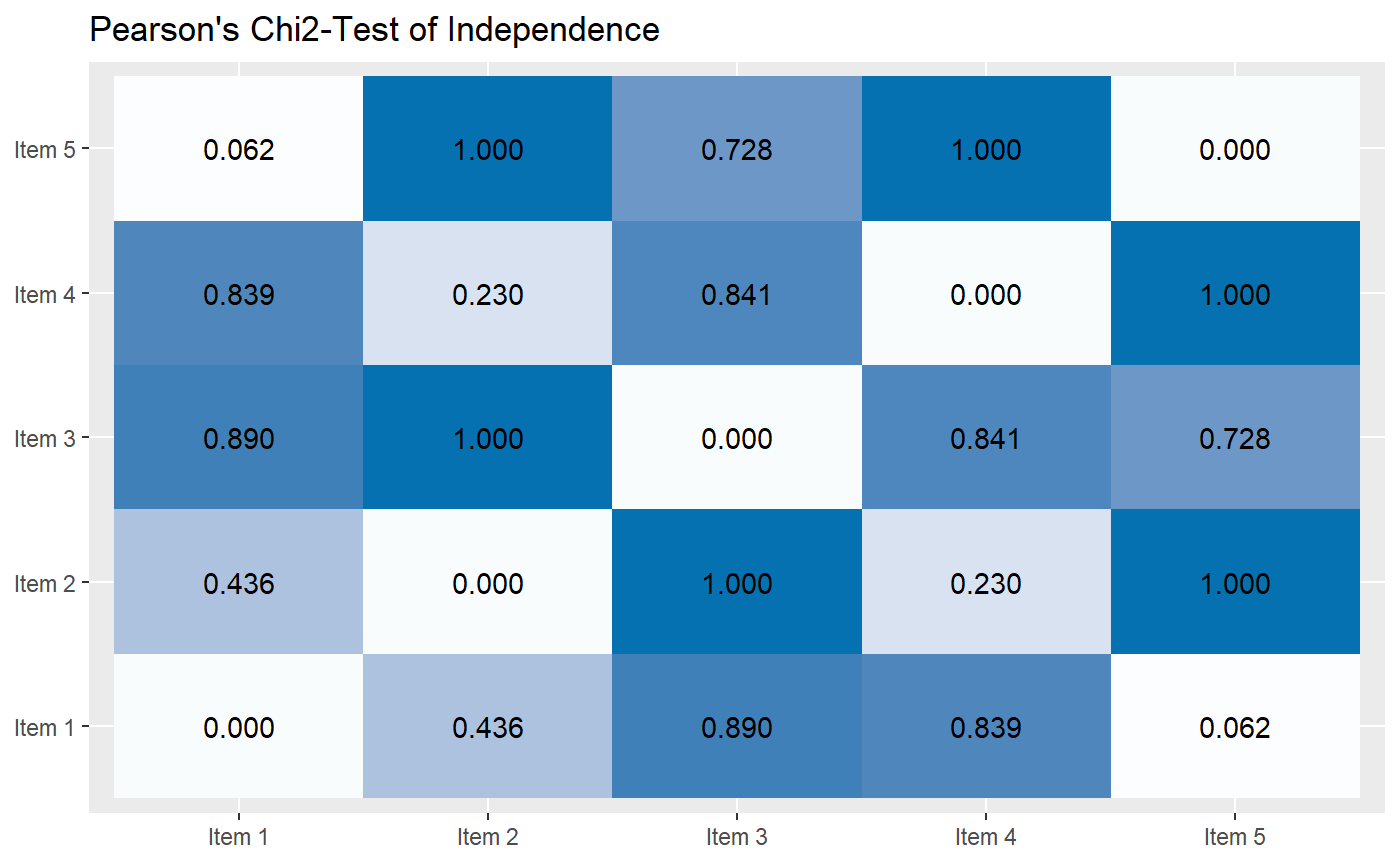 Pearson's Chi2-Test of Independence
Item 5 0.062 1.000 0.728 1.000 0.000
Item 4 0.839 0.230 0.841 0.000 1.000
Item 3 0.890 1.000 0.000 0.841 0.728
Item 2 0.436 0.000 1.000 0.230 1.000
Item 1 0.000 0.436 0.890 0.839 0.062
Item 1 Item 2 Item 3 Item 4 Item 5